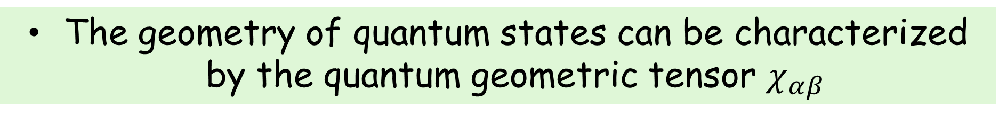 • The geometry of quantum states can be characterized
by the quantum geometric tensor χαβ